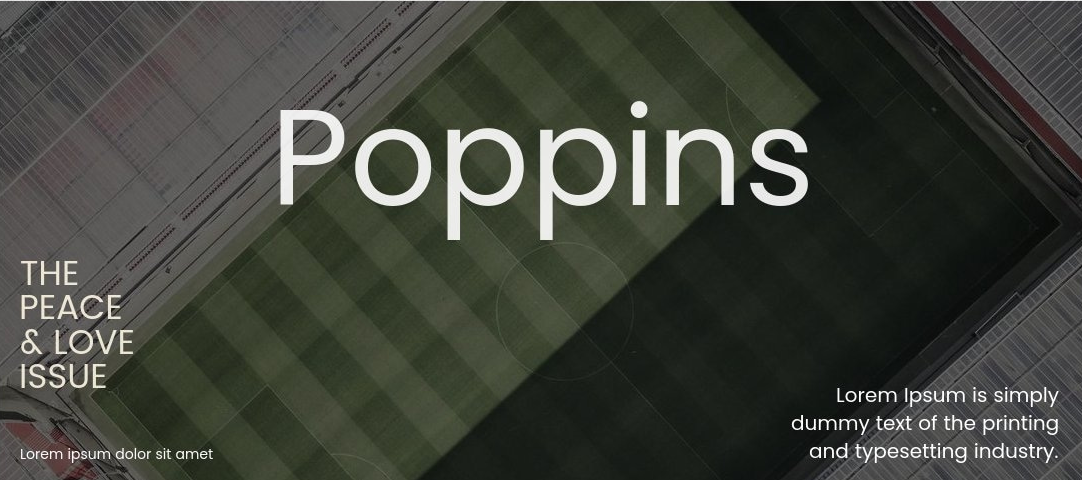 Poppins
THE
PEACE
& LOVE
ISSUE
Lorem ipsum dolor sit amet
Lorem Ipsum is simply
dummy text of the printing
and typesetting industry.